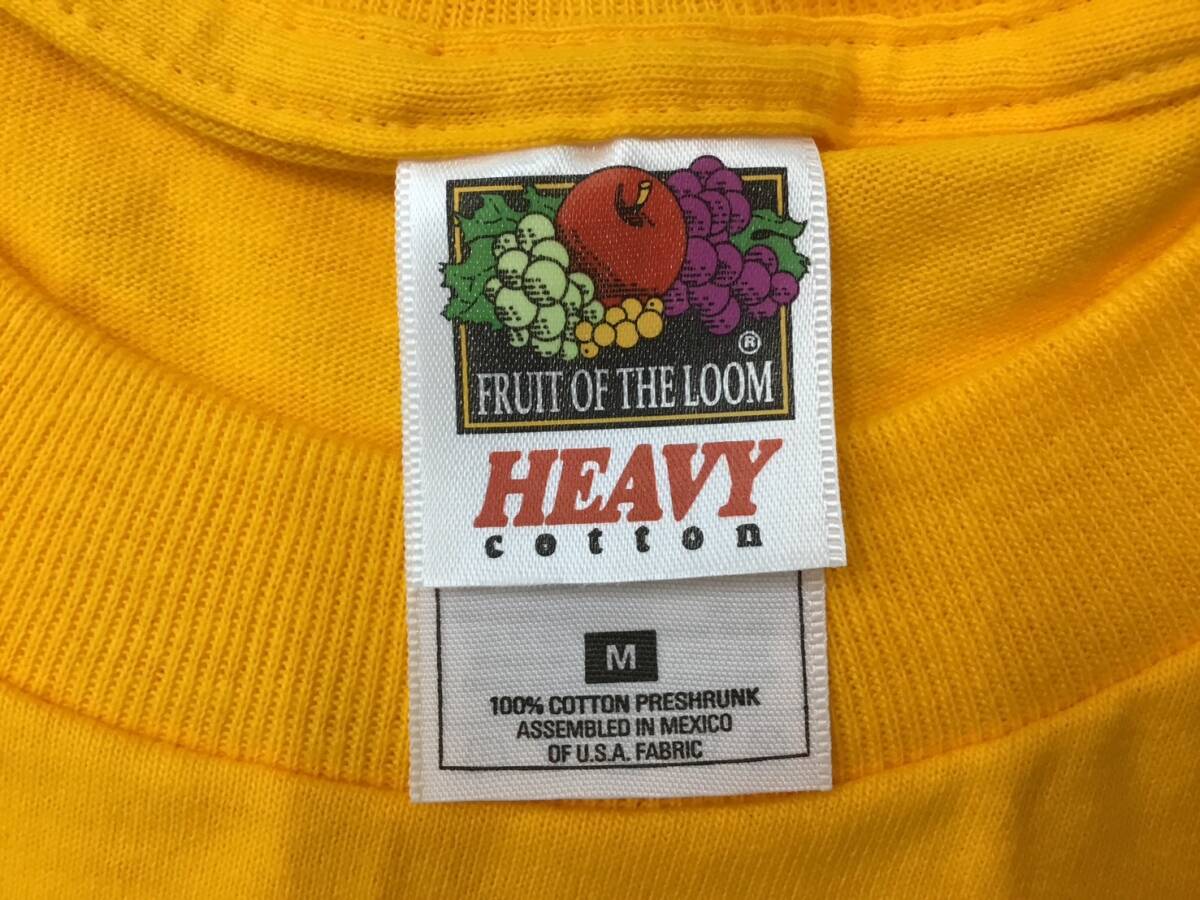 ®
FRUIT OF THE LOOM
HEAVY
cotton
M
100% COTTON PRESHRUNK
ASSEMBLED IN MEXICO
OF U.S.A. FABRIC